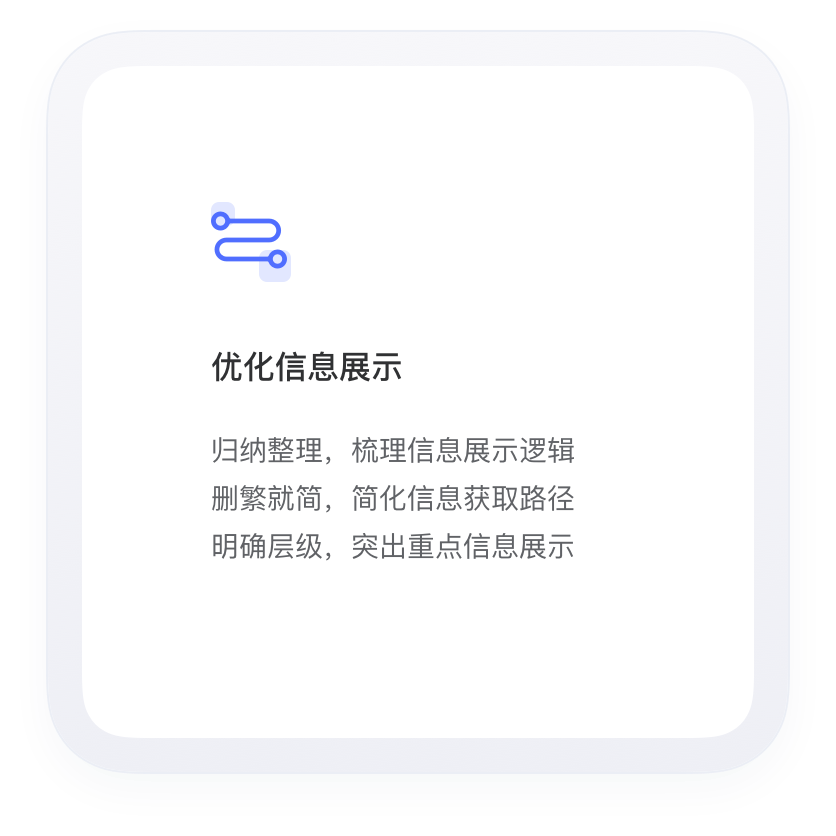 优化信息展示
归纳整理，梳理信息展示逻辑
删繁就简，简化信息获取路径
明确层级，突出重点信息展示